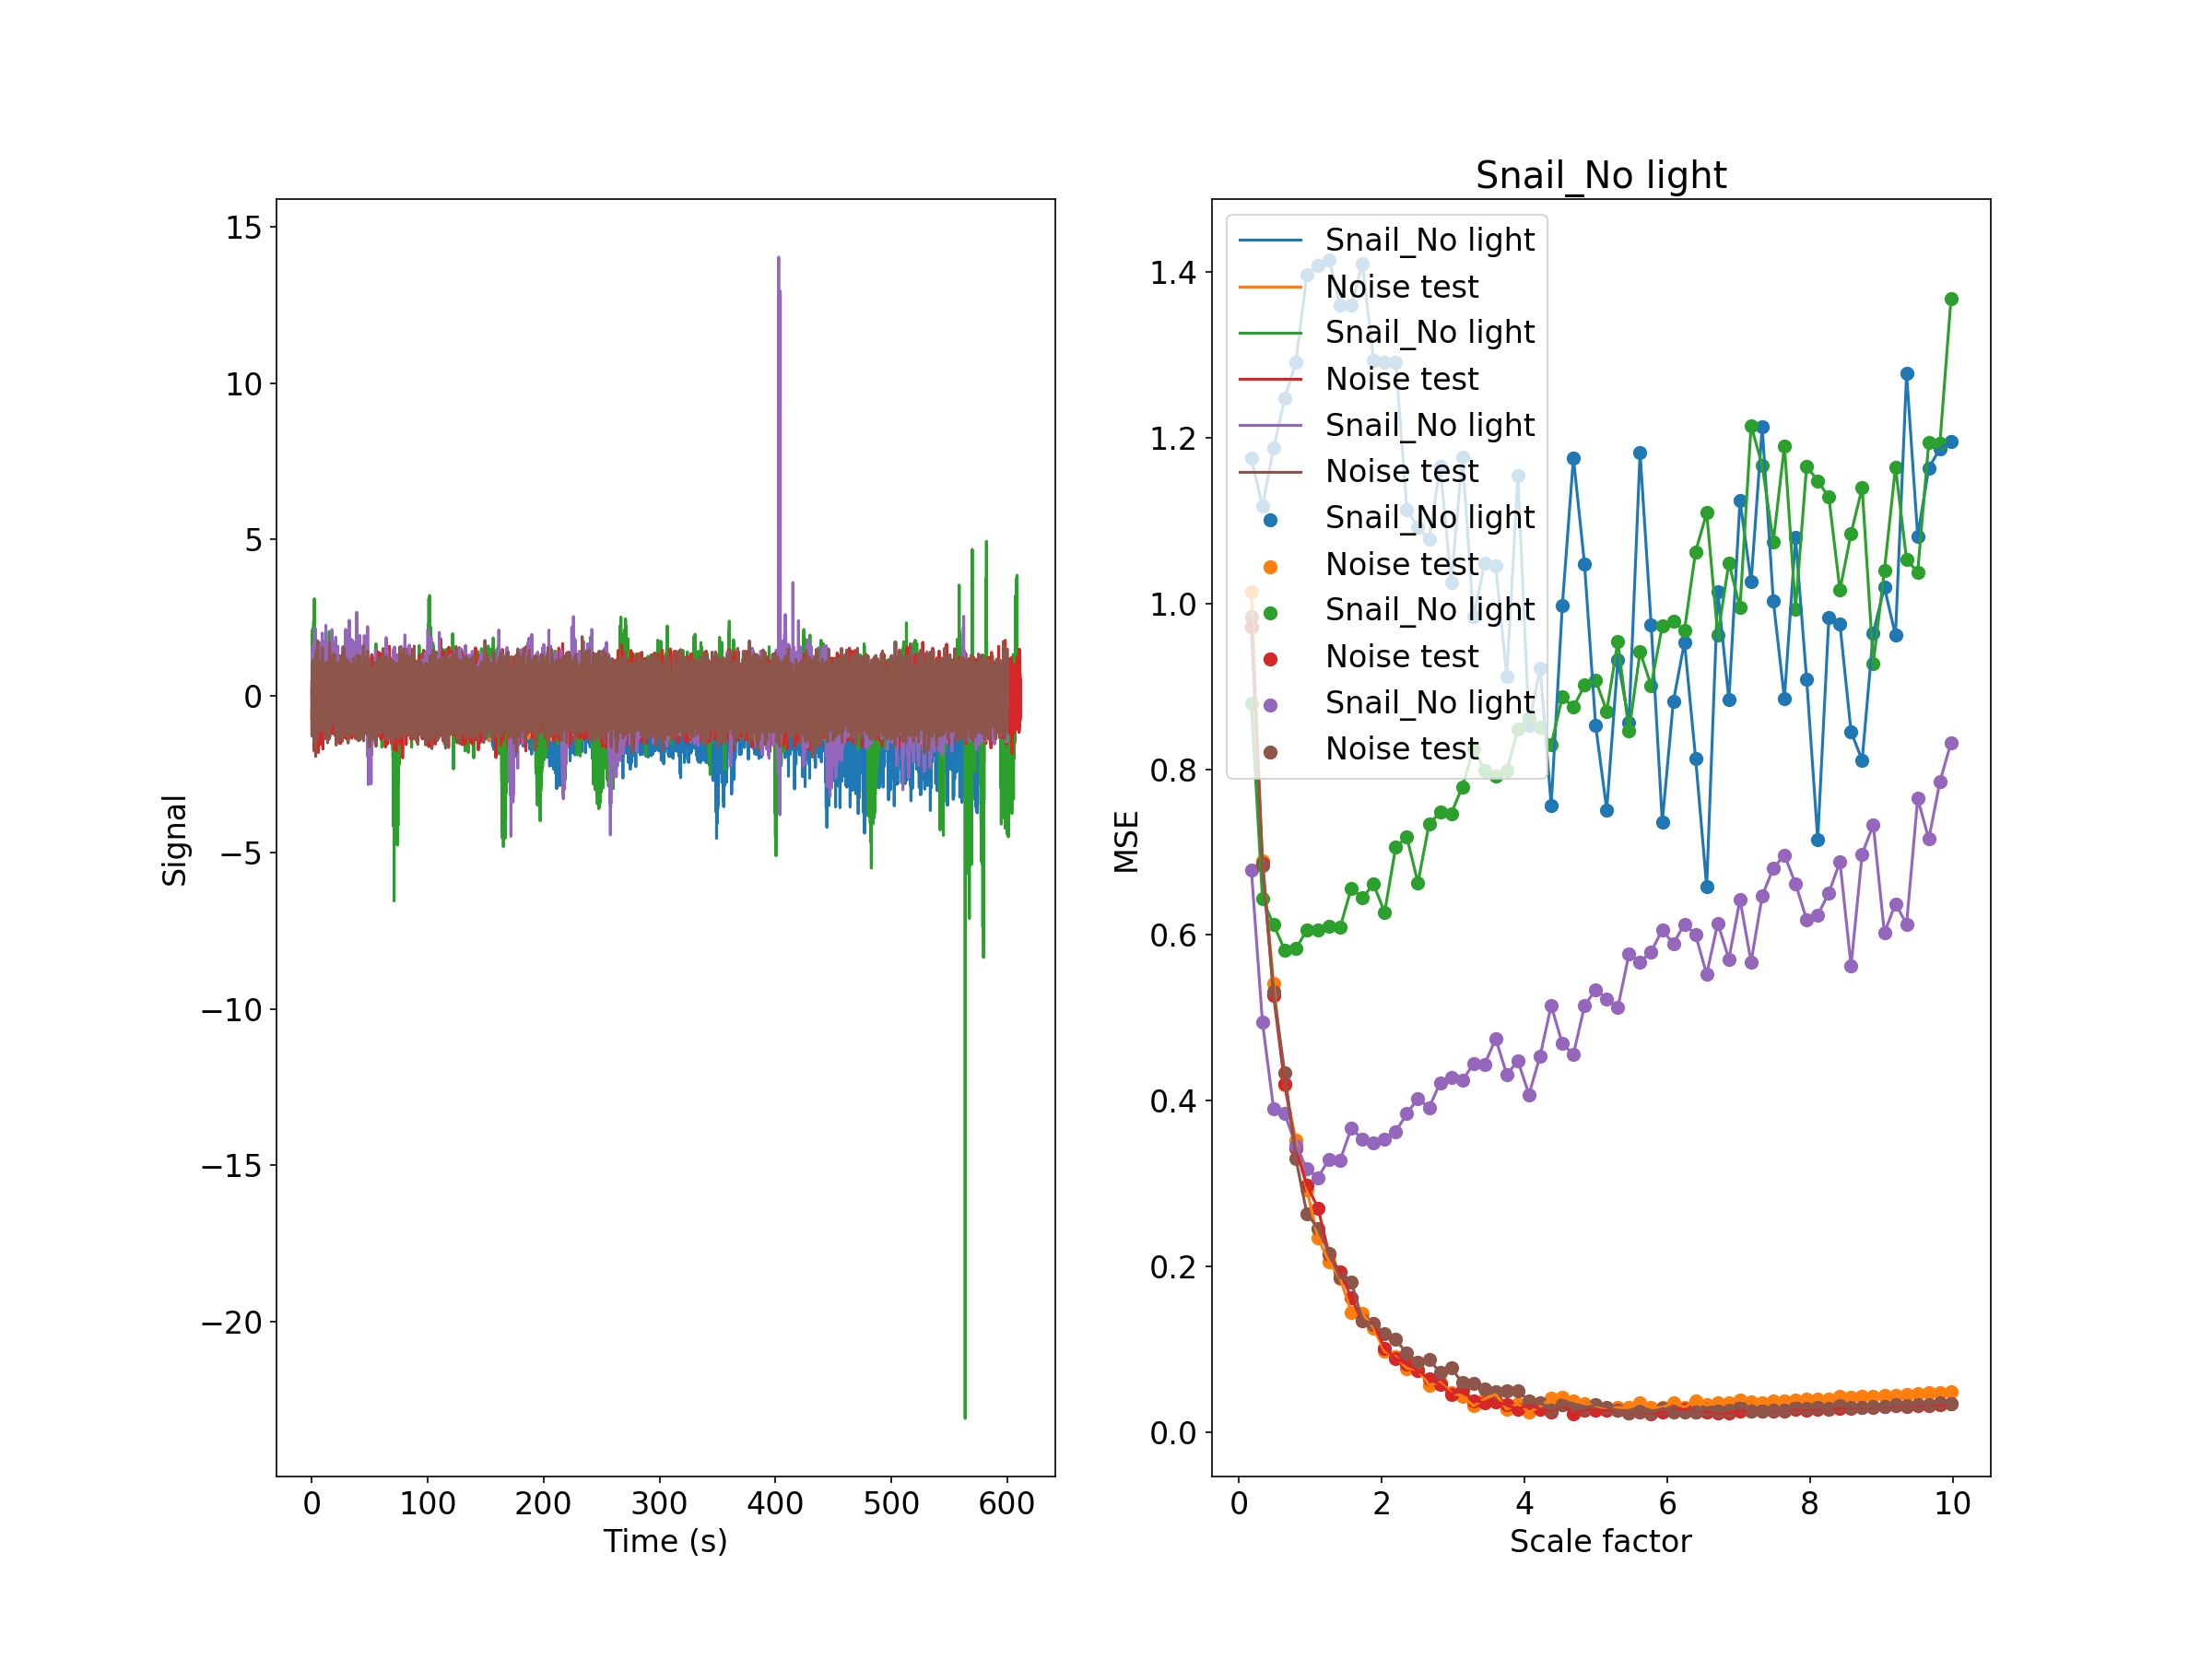 15
10
5
0
−5
−10
−15
−20
Signal
0 100 200 300 400 500 600
Time (s)
Snail_No light
1.4
1.2
1.0
0.8
0.6
0.4
0.2
0.0
MSE
Snail_No light
Noise test
Snail_No light
Noise test
Snail_No light
Noise test
Snail_No light
Noise test
Snail_No light
Noise test
Snail_No light
Noise test
0 2 4 6 8 10
Scale factor